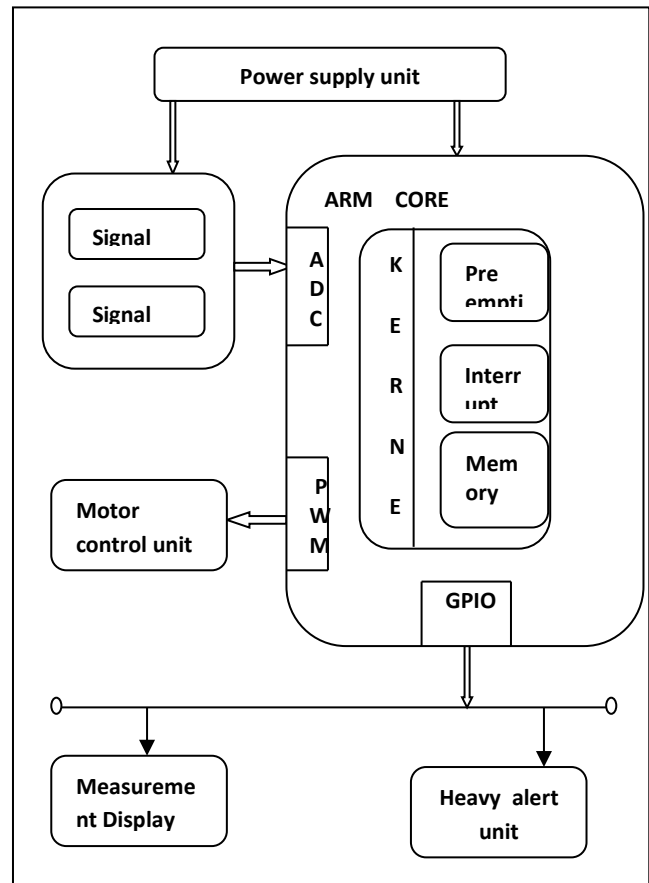 Power supply unit
ARM CORE
Signal
Signal
A
D
C
K
E
R
N
E
Pre
empti
Interr
upt
Mem
ory
P
W
M
Motor
control unit
GPIO
Measureme
nt Display
Heavy alert
unit